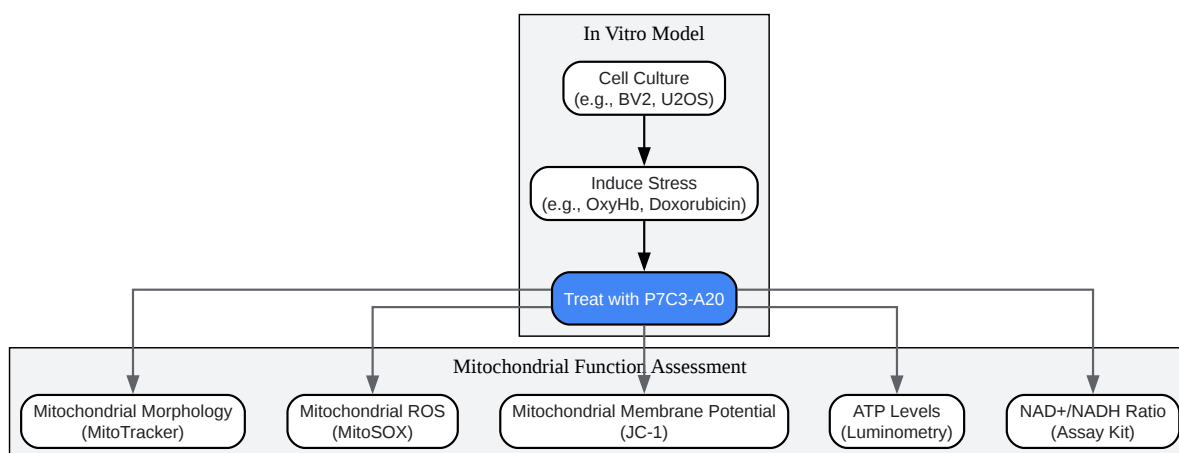 In Vitro Model
Cell Culture
(e.g., BV2, U2OS)
Induce Stress
(e.g., OxyHb, Doxorubicin)
Treat with P7C3-A20
Mitochondrial Function Assessment
Mitochondrial Morphology
(MitoTracker)
Mitochondrial ROS
(MitoSOX)
Mitochondrial Membrane Potential
(JC-1)
ATP Levels
(Luminometry)
NAD+/NADH Ratio
(Assay Kit)